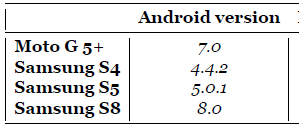 Android version
Moto G 5+ 7.0
Samsung S4 4.4.2
Samsung S5 5.0.1
Samsung S8 8.0